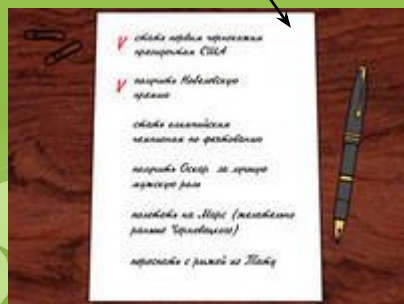 стать первым чернокожим
президентом США
получить Нобелевскую
премию
стать олимпийским
чемпионом по фехтованию
получить Оскар за лучшую
мужскую роль
полететь на Марс (желательно
раньше Черновецкого)
переспать с рыжей из Тату